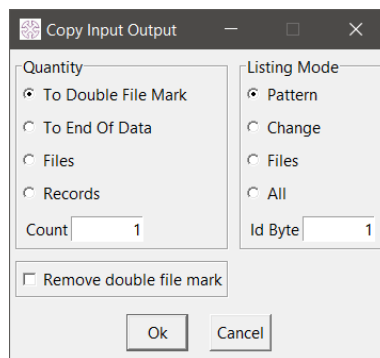 Copy Input Output
Quantity
To Double File Mark
To End Of Data
Files
Records
Count 1
Listing Mode
Pattern
Change
Files
All
Id Byte 1
Remove double file mark
Ok
Cancel